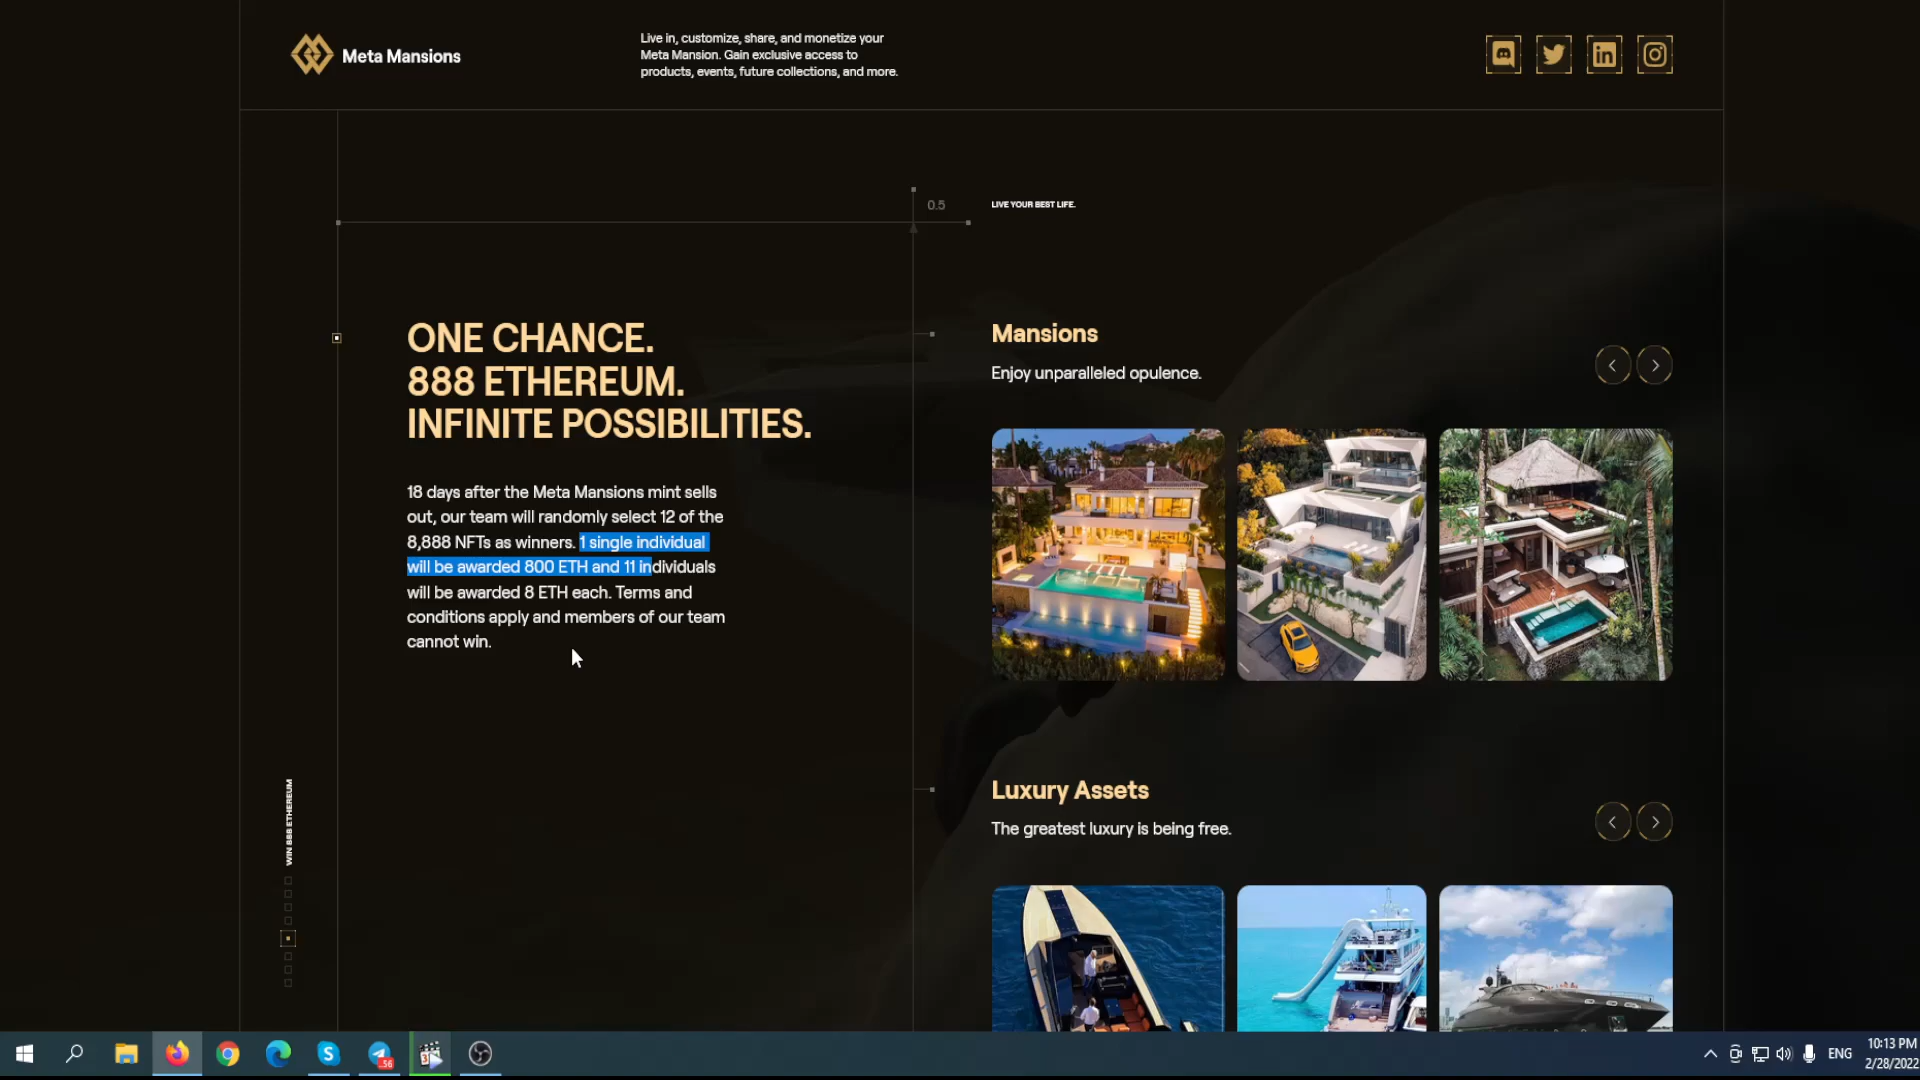 Meta Mansions
Live in, customize, share, and monetize your
Meta Mansion. Gain exclusive access to
products, events, future collections, and more.
0.5
LIVE YOUR BEST LIFE.
ONE CHANCE.
888 ETHEREUM.
INFINITE POSSIBILITIES.
18 days after the Meta Mansions mint sells
out, our team will randomly select 12 of the
8,888 NFTs as winners. 1 single individual
will be awarded 800 ETH and 11 individuals
will be awarded 8 ETH each. Terms and
conditions apply and members of our team
cannot win.
Mansions
Enjoy unparalleled opulence.
Luxury Assets
The greatest luxury is being free.
WIN 888 ETHEREUM
56
ENG
10:13 PM
2/28/2022